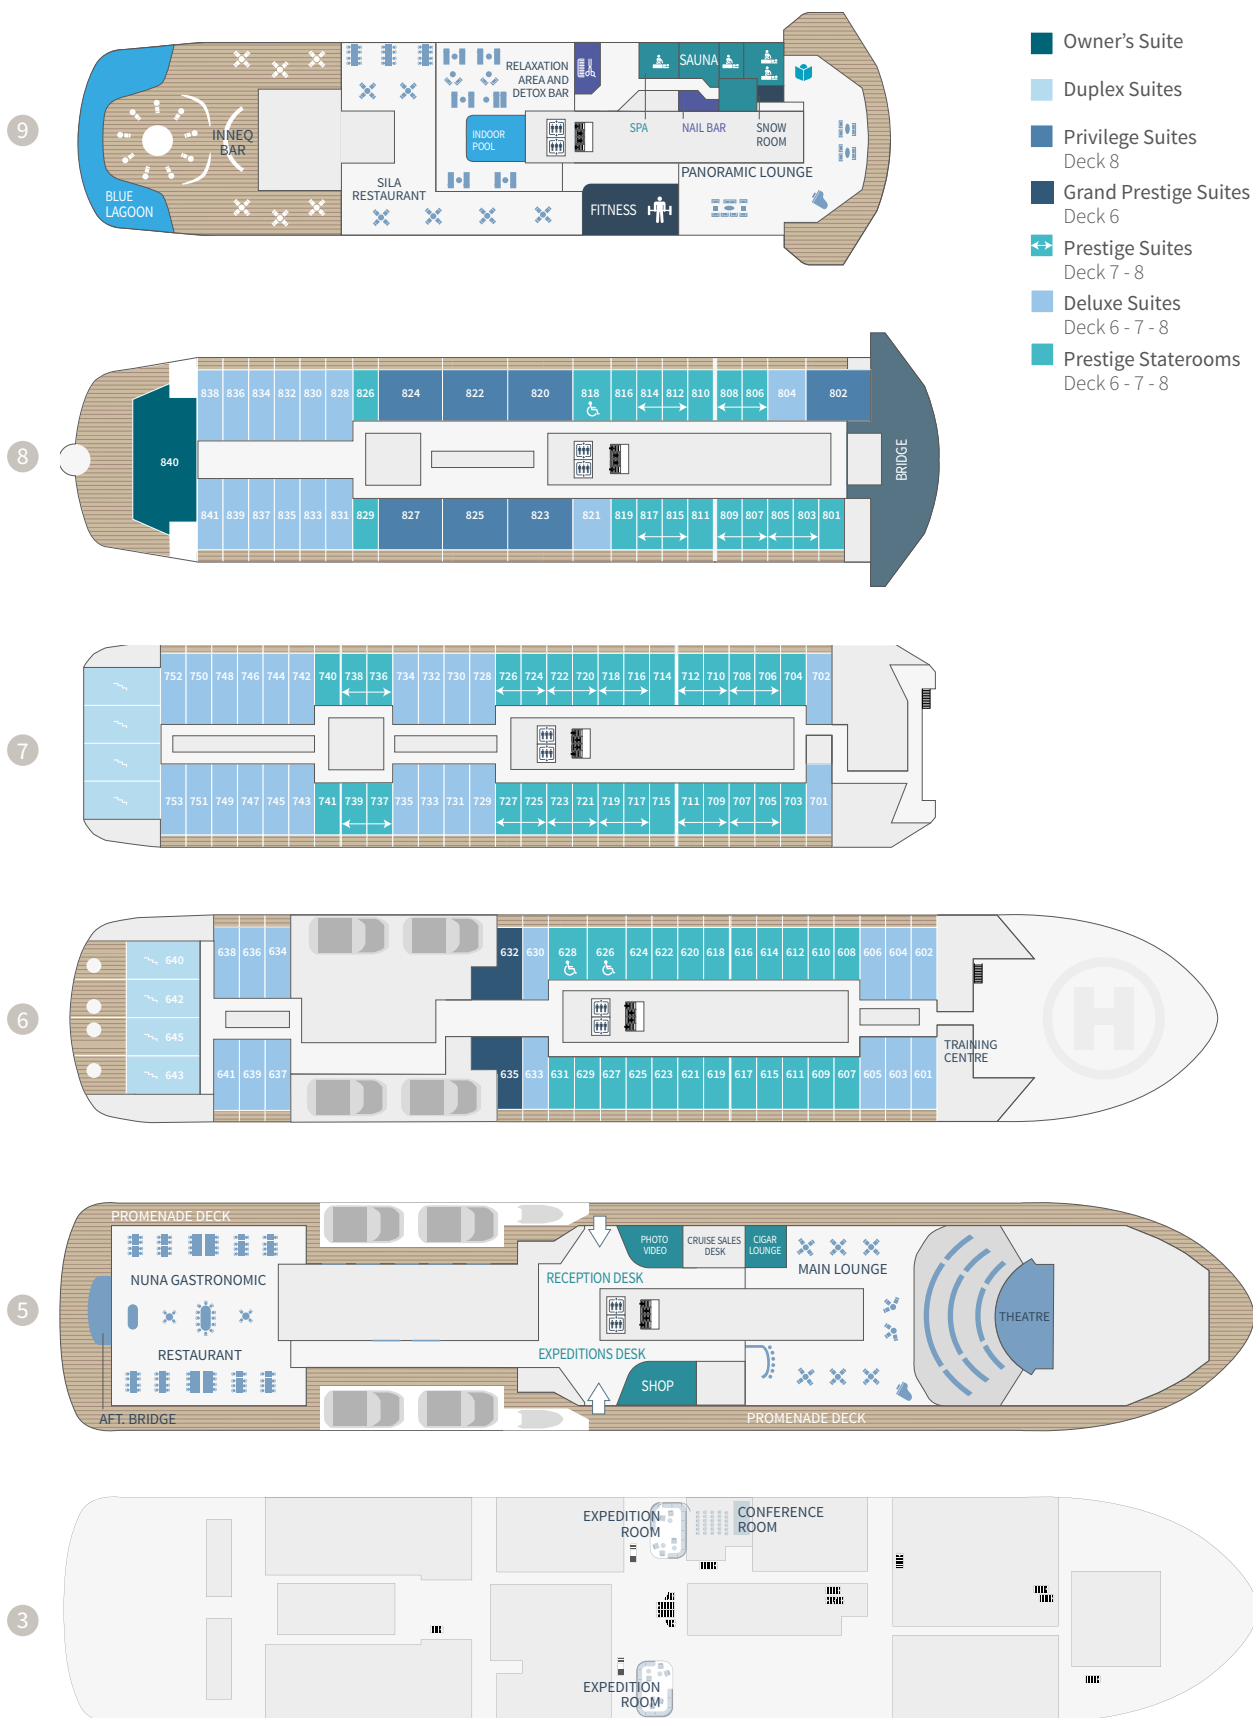 Owner's Suite
Duplex Suites
Privilege Suites
Deck 8
Grand Prestige Suites
Deck 6
Prestige Suites
Deck 7 - 8
Deluxe Suites
Deck 6 - 7 - 8
Prestige Staterooms
Deck 6 - 7 - 8
9
BLUE
LAGOON
INNEQ
BAR
SILA
RESTAURANT
RELAXATION
AREA AND
DETOX BAR
INDOOR
POOL
SAUNA
SPA
NAIL BAR
SNOW
ROOM
FITNESS
PANORAMIC LOUNGE
8
838 836 834 832 830 828 826 824 822 820 818 816 814 812 810 808 806 804 802
840
BRIDGE
841 839 837 835 833 831 829 827 825 823 821 819 817 815 811 809 807 805 803 801
7
752 750 748 746 744 742 740 738 736 734 732 730 728 726 724 722 720 718 716 714 712 710 708 706 704 702
753 751 749 747 745 743 741 739 737 735 733 731 729 727 725 723 721 719 717 715 711 709 707 705 703 701
6
640
642
645
643
638 636 634 632 630 628 626 624 622 620 618 616 614 612 610 608 606 604 602
H
TRAINING
CENTRE
641 639 637 635 633 631 629 627 625 623 621 619 617 615 611 609 607 605 603 601
5
PROMENADE DECK
NUNA GASTRONOMIC
RESTAURANT
AFT. BRIDGE
PHOTO
VIDEO
CRUISE SALES
DESK
CIGAR
LOUNGE
RECEPTION DESK
MAIN LOUNGE
THEATRE
EXPEDITIONS DESK
SHOP
PROMENADE DECK
3
EXPEDITION
ROOM
CONFERENCE
ROOM
EXPEDITION
ROOM